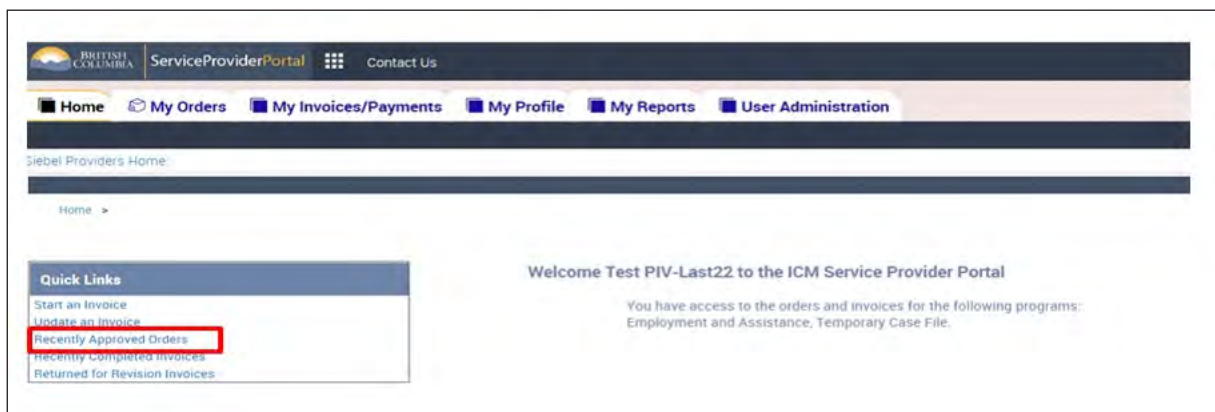 BRITISH
COLUMBIA
ServiceProviderPortal
Contact Us
Home
My Orders
My Invoices/Payments
My Profile
My Reports
User Administration
Siebel Providers Home:
Home >
Quick Links
Start an Invoice
Update an Invoice
Recently Approved Orders
Recently Completed Invoices
Returned for Revision Invoices
Welcome Test PIV-Last22 to the ICM Service Provider Portal
You have access to the orders and invoices for the following programs:
Employment and Assistance, Temporary Case File.